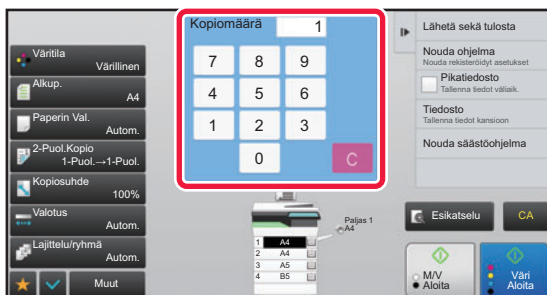 Kopiomäärä 1
7 8 9
4 5 6
1 2 3
0 C
Väritila
Värillinen
Alkup.
A4
Paperin Val.
Autom.
2-Puol.Kopio
1-Puol.→1-Puol.
Kopiosuhde
100%
Valotus
Autom.
Lajittelu/ryhmä
Autom.
Muut
Paljas 1
A4
1 A4
2 A4
3 A5
4 B5
Lähetä sekä tulosta
Nouda ohjelma
Nouda rekisteröidyt asetukset
Pikatiedosto
Tallenna tiedot väliaik.
Tiedosto
Tallenna tiedot kansioon
Nouda säästöohjelma
Esikatselu
CA
M/V
Aloita
Väri
Aloita